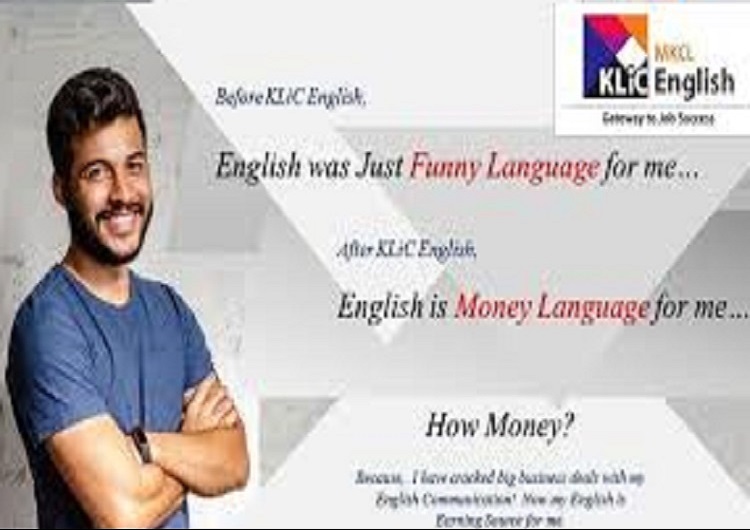 MKCL
KLiC English
Gateway to Job Success
Before KLiC English,
English was Just Funny Language for me...
After KLiC English,
English is Money Language for me...
How Money?
Because, I have cracked big business deals with my
English Communication! Now my English is
Earning Source for me